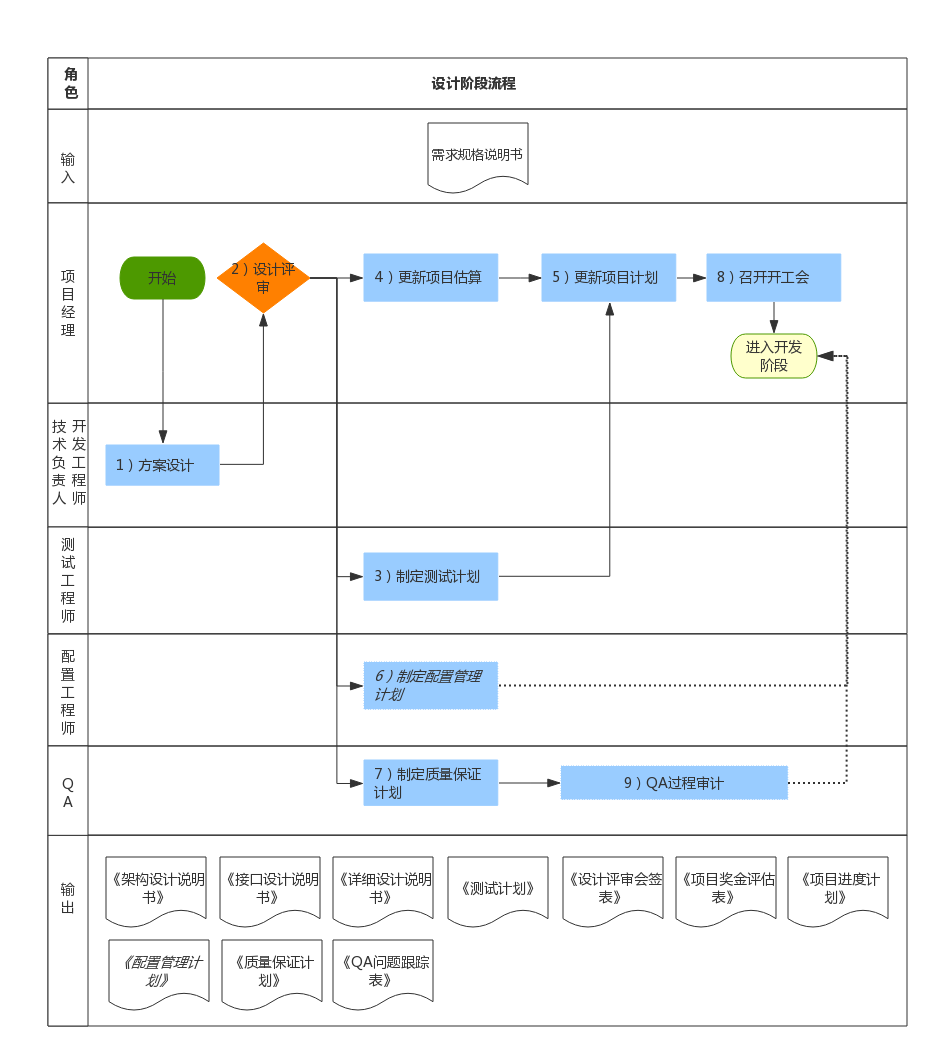 角
色
设计阶段流程
输
入
需求规格说明书
项
目
经
理
开始
2）设计评
审
4）更新项目估算
5）更新项目计划
8）召开开工会
进入开发
阶段
技 开
术 发
负 工
责 程
人 师
1）方案设计
测
试
工
程
师
3）制定测试计划
配
置
工
程
师
6）制定配置管理
计划
Q
A
7）制定质量保证
计划
9）QA过程审计
输
出
《架构设计说明
书》
《接口设计说明
书》
《详细设计说明
书》
《测试计划》
《设计评审会签
表》
《项目奖金评估
表》
《项目进度计
划》
《配置管理计
划》
《质量保证计
划》
《QA问题跟踪
表》